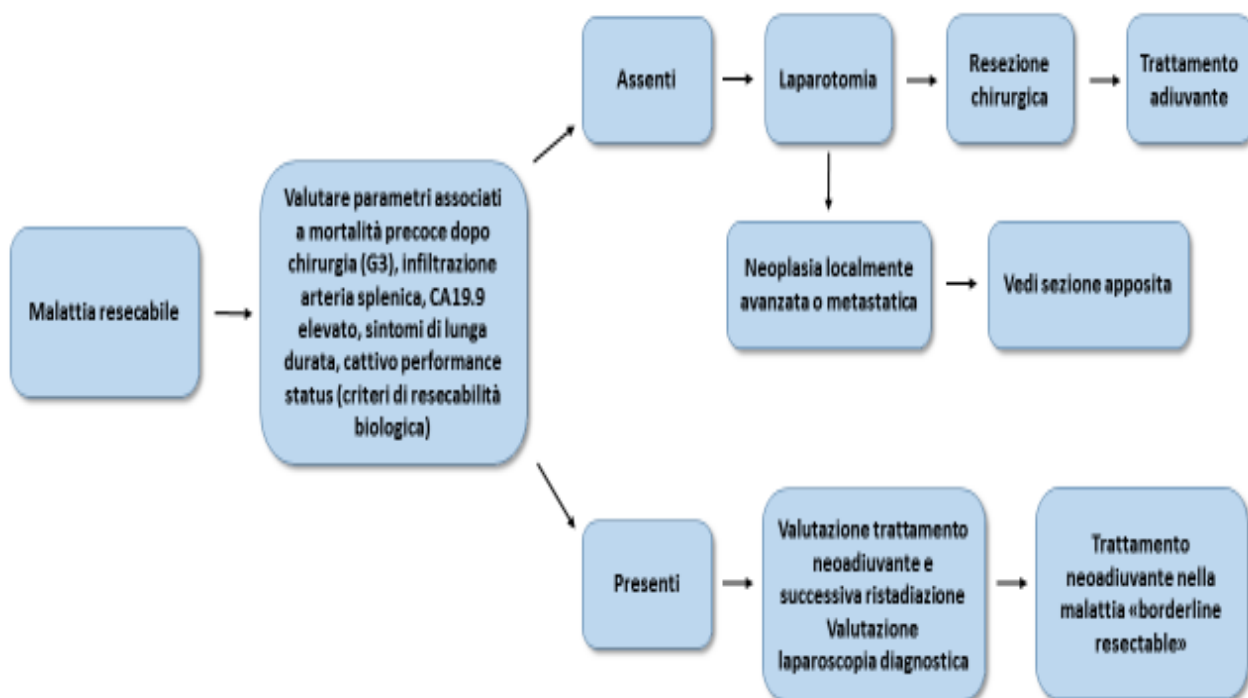 Malattia resecabile
Valutare parametri associati
a mortalità precoce dopo
chirurgia (G3), infiltrazione
arteria splenica, CA19.9
elevato, sintomi di lunga
durata, cattivo performance
status (criteri di resecabilità
biologica)
Assenti
Laparotomia
Resezione
chirurgica
Trattamento
adiuvante
Neoplasia localmente
avanzata o metastatica
Vedi sezione apposita
Presenti
Valutazione trattamento
neoadiuvante e
successiva ristadiazione
Valutazione
laparoscopia diagnostica
Trattamento
neoadiuvante nella
malattia «borderline
resectable»